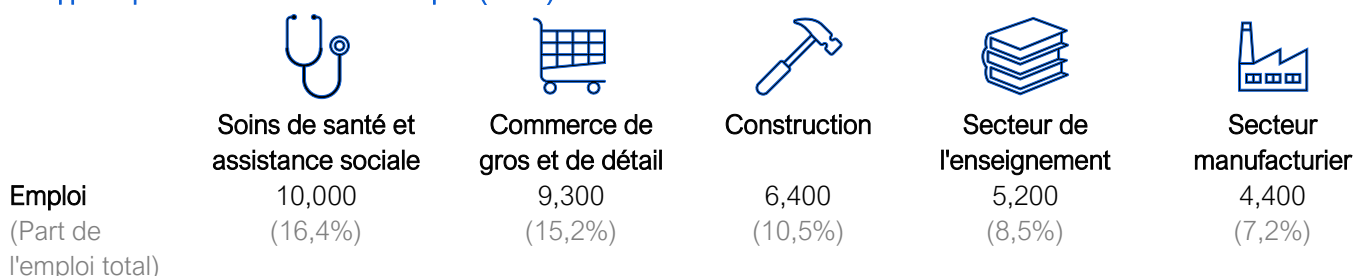 Soins de santé et
assistance sociale
Commerce de
gros et de détail
Construction
Secteur de
l'enseignement
Secteur
manufacturier
Emploi 10,000 9,300 6,400 5,200 4,400
(Part de (16,4%) (15,2%) (10,5%) (8,5%) (7,2%)
l'emploi total)